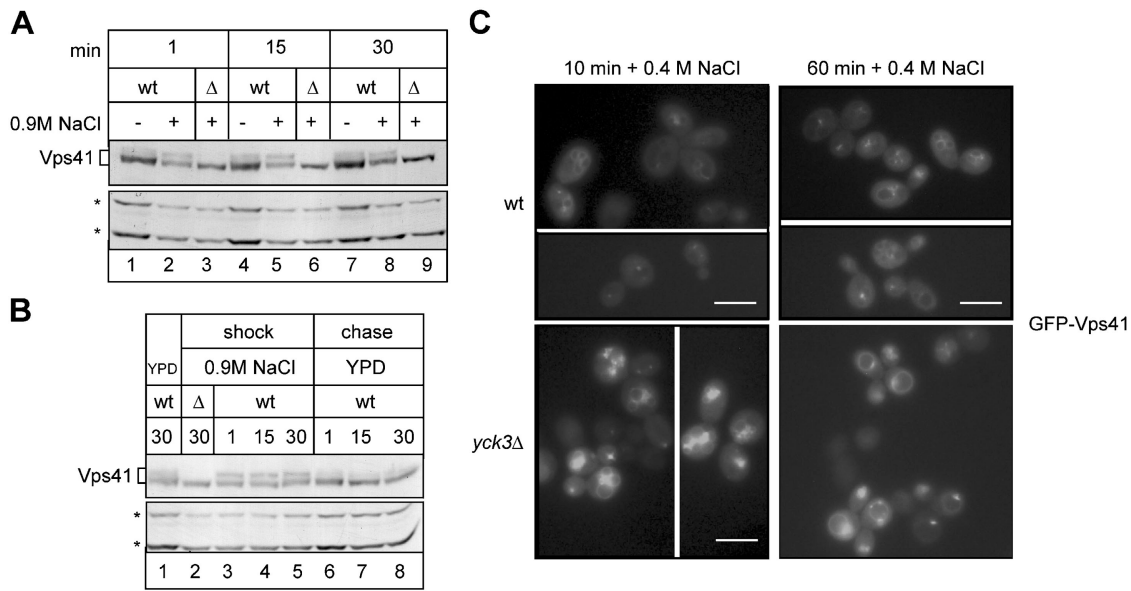 A
min 1 15 30
wt Δ wt Δ wt Δ
0.9M NaCl - + + - + + - + +
Vps41
*
*
1 2 3 4 5 6 7 8 9
B
shock chase
YPD 0.9M NaCl YPD
wt Δ wt wt
30 30 1 15 30 1 15 30
Vps41
*
*
1 2 3 4 5 6 7 8
C
10 min + 0.4 M NaCl 60 min + 0.4 M NaCl
wt
GFP-Vps41
yck3Δ